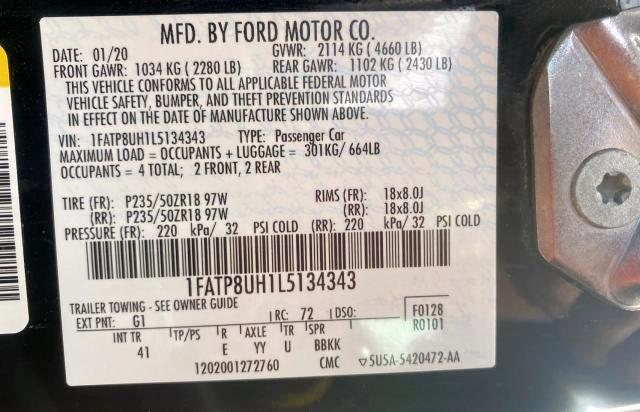 MFD. BY FORD MOTOR CO.
DATE: 01/20 GVWR: 2114 KG ( 4660 LB)
FRONT GAWR: 1034 KG ( 2280 LB) REAR GAWR: 1102 KG ( 2430 LB)
THIS VEHICLE CONFORMS TO ALL APPLICABLE FEDERAL MOTOR
VEHICLE SAFETY, BUMPER, AND THEFT PREVENTION STANDARDS
IN EFFECT ON THE DATE OF MANUFACTURE SHOWN ABOVE.
VIN: 1FATP8UH1L5134343 TYPE: Passenger Car
MAXIMUM LOAD = OCCUPANTS + LUGGAGE = 301KG/ 664LB
OCCUPANTS = 4 TOTAL; 2 FRONT, 2 REAR
TIRE (FR): P235/50ZR18 97W RIMS (FR): 18x8.0J
(RR): P235/50ZR18 97W (RR): 18x8.0J
PRESSURE (FR): 220 kPa/ 32 PSI COLD (RR): 220 kPa/ 32 PSI COLD
1FATP8UH1L5134343
TRAILER TOWING - SEE OWNER GUIDE
EXT PNT: G1 RC: 72 DSO: F0128
R0101
INT TR TP/PS R AXLE TR SPR
41 E YY U BBKK
1202001272760 CMC ▽5U5A-5420472-AA